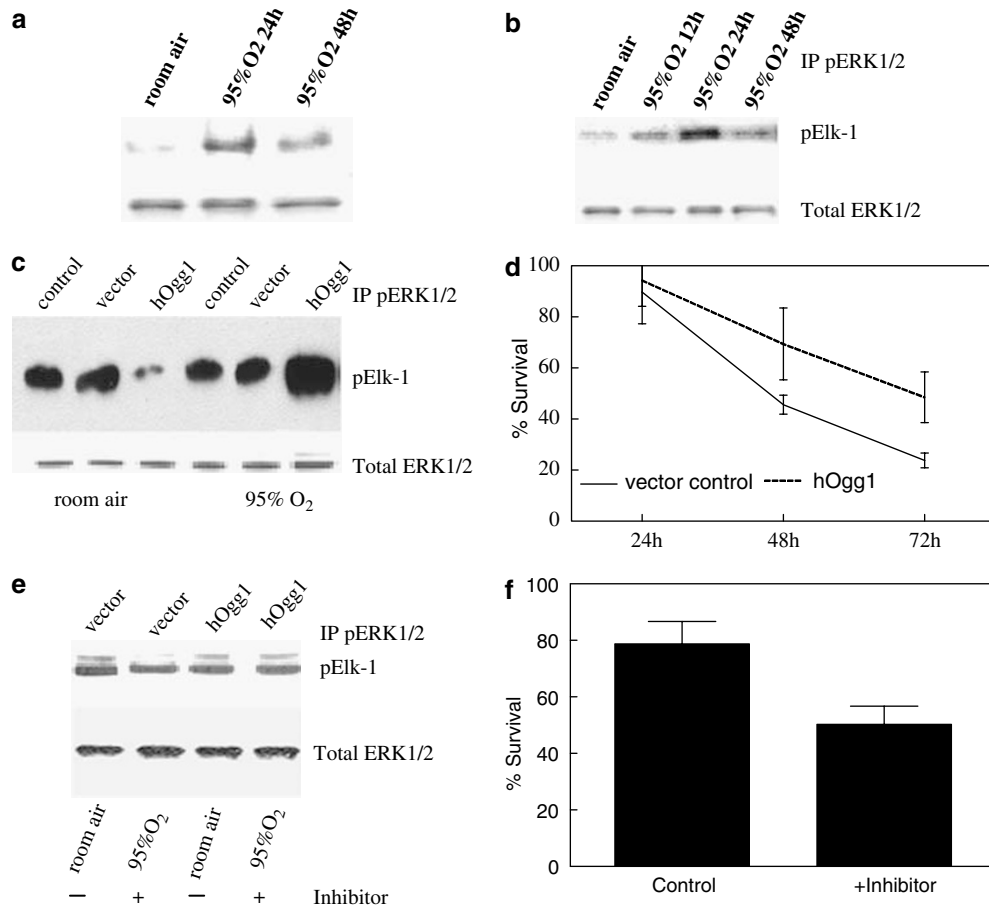 a
room air
95%O2 24h
95%O2 48h
b
room air
95%O2 12h
95%O2 24h
95%O2 48h
IP pERK1/2
pElk-1
Total ERK1/2
c
control
vector
hOgg1
control
vector
hOgg1
IP pERK1/2
pElk-1
Total ERK1/2
room air
95% O₂
d
100
80
60
40
20
0
% Survival
vector control
hOgg1
24h
48h
72h
e
vector
vector
hOgg1
hOgg1
IP pERK1/2
pElk-1
Total ERK1/2
room air
95%O₂
room air
95%O₂
– + – + Inhibitor
f
100
80
60
40
20
0
% Survival
Control
+Inhibitor